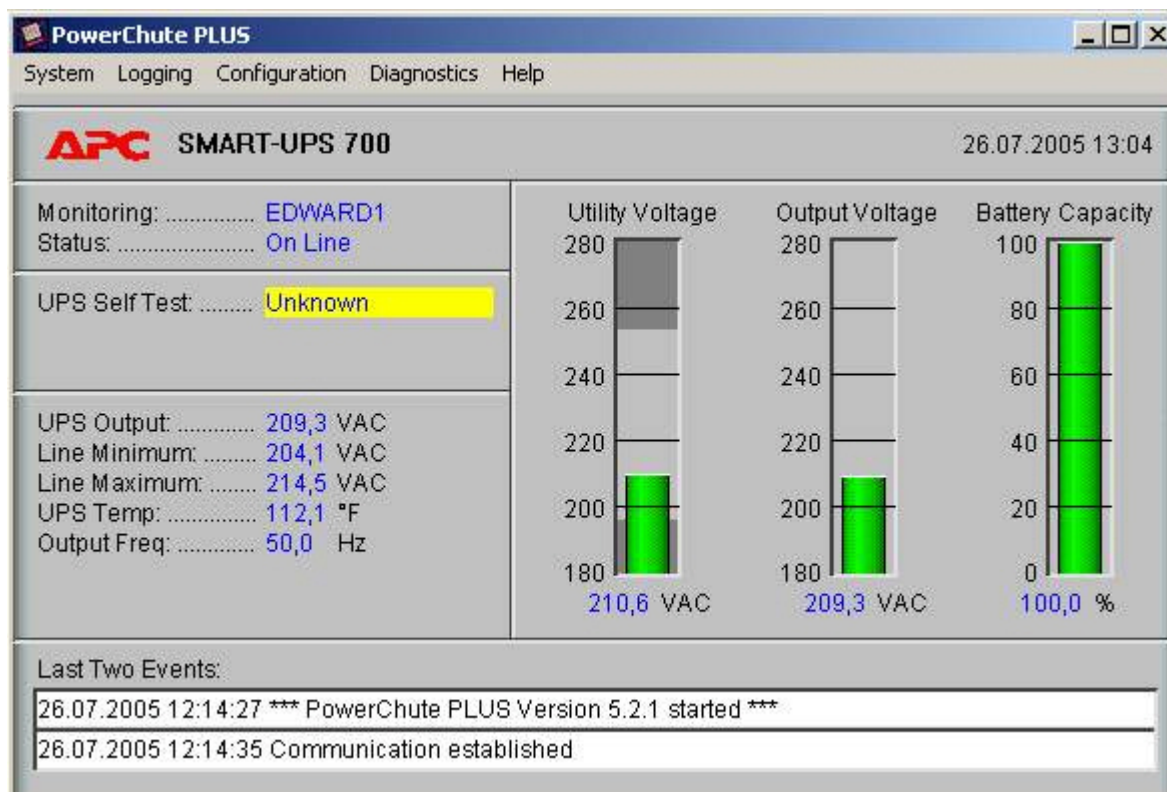 PowerChute PLUS
System Logging Configuration Diagnostics Help
APC SMART-UPS 700 26.07.2005 13:04
Monitoring: .............. EDWARD1
Status: ..................... On Line
UPS Self Test: ......... Unknown
UPS Output: ............. 209,3 VAC
Line Minimum: ......... 204,1 VAC
Line Maximum: ........ 214,5 VAC
UPS Temp: ............... 112,1 °F
Output Freq: ............. 50,0 Hz
Utility Voltage
280
260
240
220
200
180
210,6 VAC
Output Voltage
280
260
240
220
200
180
209,3 VAC
Battery Capacity
100
80
60
40
20
0
100,0 %
Last Two Events:
26.07.2005 12:14:27 *** PowerChute PLUS Version 5.2.1 started ***
26.07.2005 12:14:35 Communication established